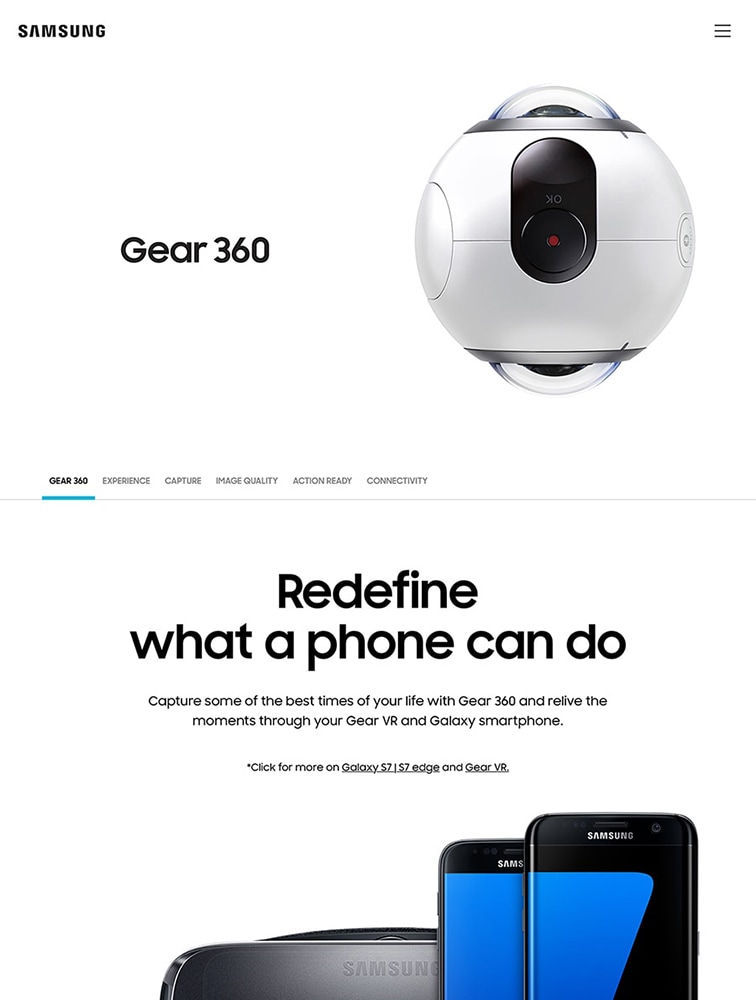 SAMSUNG
OK
Gear 360
GEAR 360 EXPERIENCE CAPTURE IMAGE QUALITY ACTION READY CONNECTIVITY
Redefine
what a phone can do
Capture some of the best times of your life with Gear 360 and relive the
moments through your Gear VR and Galaxy smartphone.
*Click for more on Galaxy S7 | S7 edge and Gear VR.
SAMSUNG
SAMS
SAMSUNG